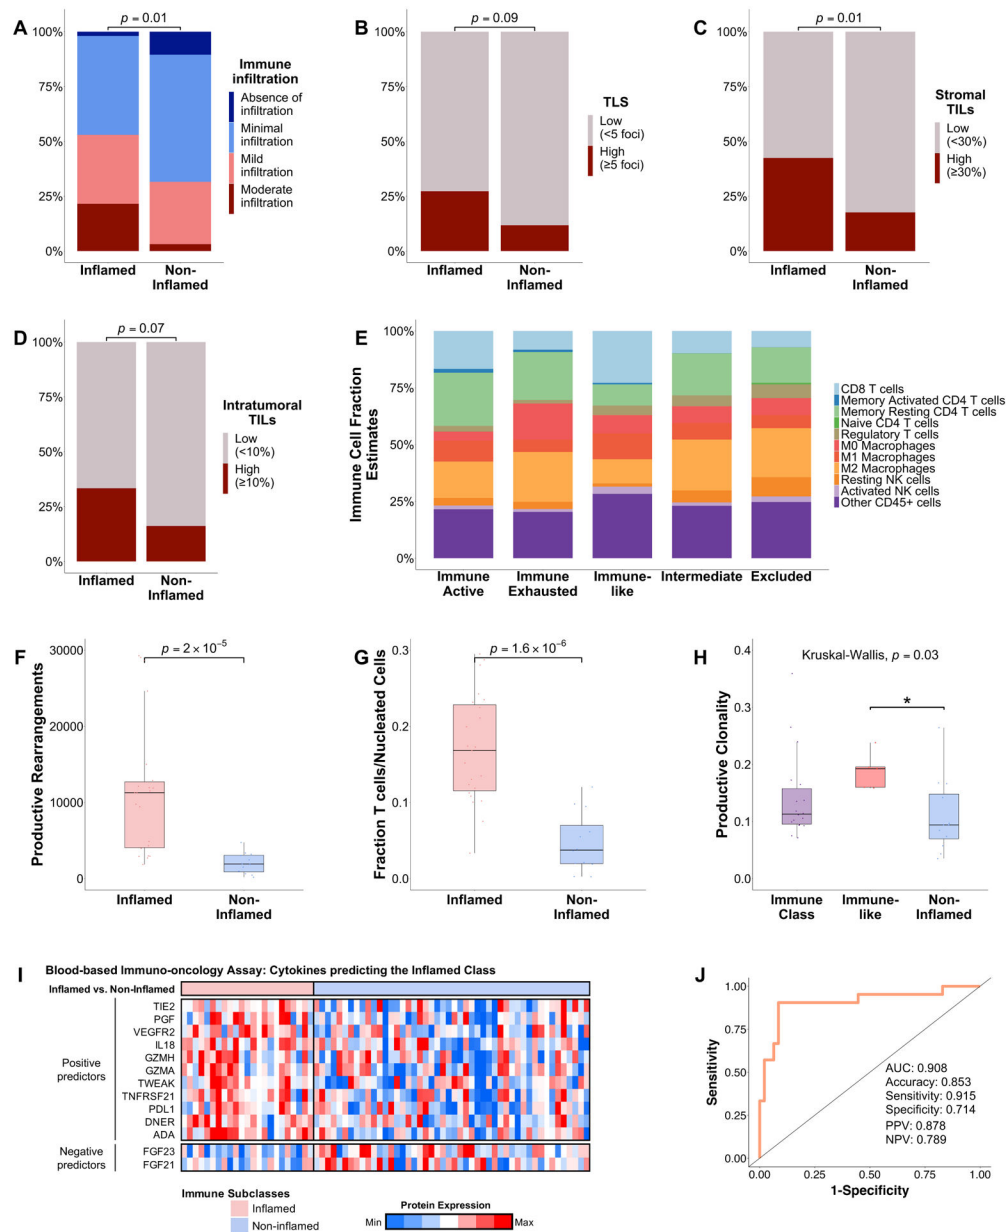 A
p = 0.01
100%
75%
50%
25%
0%
Inflamed
Non-
Inflamed
Immune
infiltration
Absence of
infiltration
Minimal
infiltration
Mild
infiltration
Moderate
infiltration
B
p = 0.09
100%
75%
50%
25%
0%
Inflamed
Non-
Inflamed
TLS
Low
(<5 foci)
High
(≥5 foci)
C
p = 0.01
100%
75%
50%
25%
0%
Inflamed
Non-
Inflamed
Stromal
TILs
Low
(<30%)
High
(≥30%)
D
p = 0.07
100%
75%
50%
25%
0%
Inflamed
Non-
Inflamed
Intratumoral
TILs
Low
(<10%)
High
(≥10%)
E
Immune Cell Fraction
Estimates
100%
75%
50%
25%
0%
Immune
Active
Immune
Exhausted
Immune-
like
Intermediate
Excluded
CD8 T cells
Memory Activated CD4 T cells
Memory Resting CD4 T cells
Naive CD4 T cells
Regulatory T cells
M0 Macrophages
M1 Macrophages
M2 Macrophages
Resting NK cells
Activated NK cells
Other CD45+ cells
F
Productive Rearrangements
p = 2 × 10⁻⁵
30000
20000
10000
0
Inflamed
Non-
Inflamed
G
Fraction T cells/Nucleated Cells
p = 1.6 × 10⁻⁶
0.3
0.2
0.1
0.0
Inflamed
Non-
Inflamed
H
Productive Clonality
Kruskal-Wallis, p = 0.03
*
0.4
0.3
0.2
0.1
0.0
Immune
Class
Immune-
like
Non-
Inflamed
I
Blood-based Immuno-oncology Assay: Cytokines predicting the Inflamed Class
Inflamed vs. Non-Inflamed
Positive
predictors
TIE2
PGF
VEGFR2
IL18
GZMH
GZMA
TWEAK
TNFRSF21
PDL1
DNER
ADA
Negative
predictors
FGF23
FGF21
Immune Subclasses
Inflamed
Non-inflamed
Protein Expression
Min
Max
J
Sensitivity
1.00
0.75
0.50
0.25
0.00
AUC: 0.908
Accuracy: 0.853
Sensitivity: 0.915
Specificity: 0.714
PPV: 0.878
NPV: 0.789
0.00
0.25
0.50
0.75
1.00
1-Specificity